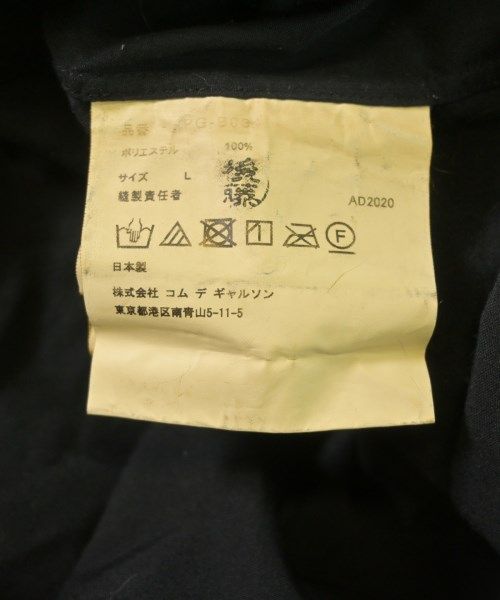 品番
ポリエステル 100%
サイズ L
縫製責任者 後藤 AD2020
F
日本製
株式会社 コム デ ギャルソン
東京都港区南青山5-11-5